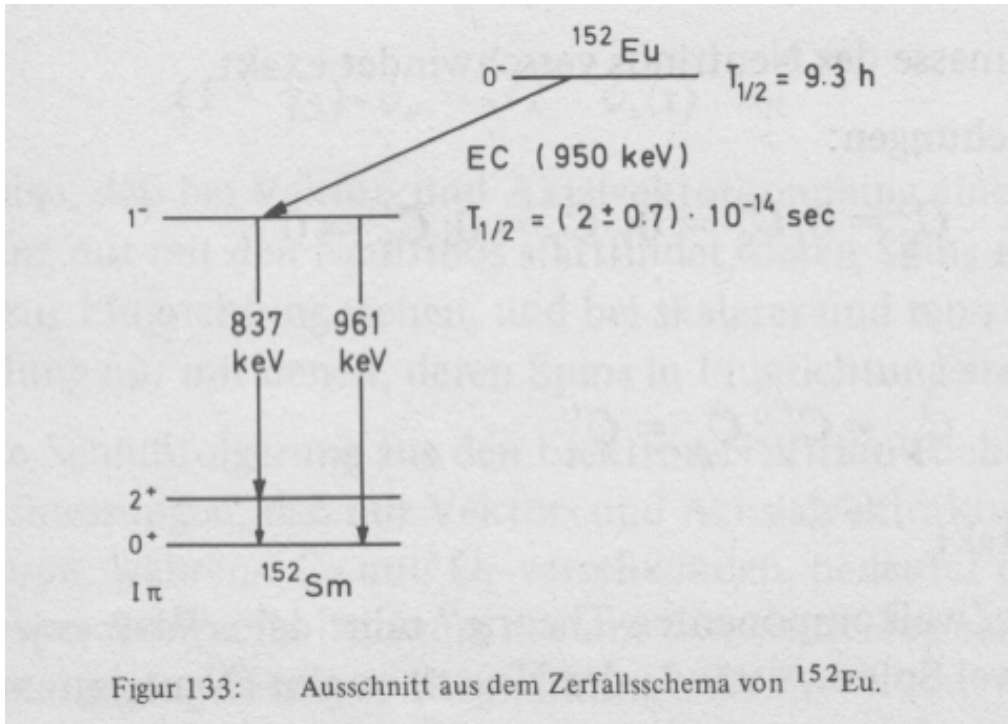 ¹⁵²Eu
0⁻
T₁/₂ = 9.3 h
EC (950 keV)
1⁻
T₁/₂ = (2 ± 0.7) · 10⁻¹⁴ sec
837 961
keV keV
2⁺
0⁺
I π
¹⁵²Sm
Figur 133: Ausschnitt aus dem Zerfallsschema von ¹⁵²Eu.